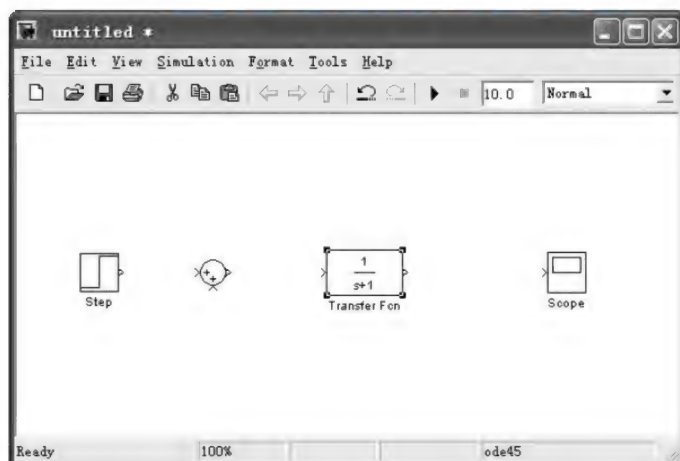 untitled *
File Edit View Simulation Format Tools Help
10.0 Normal
+
+
1
s+1
Step
Transfer Fcn
Scope
Ready 100% ode45